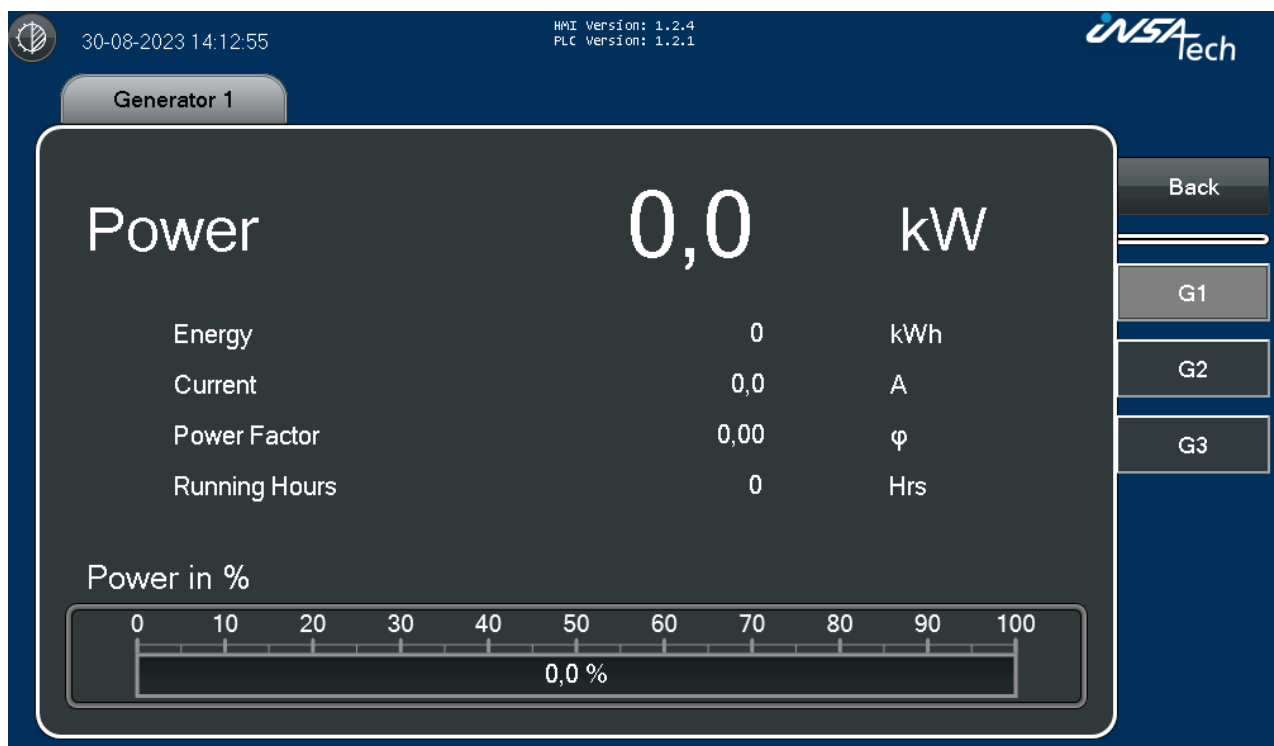 30-08-2023 14:12:55
HMI Version: 1.2.4
PLC Version: 1.2.1
iNSATech
Generator 1
Back
Power 0,0 kW
G1
Energy 0 kWh
G2
Current 0,0 A
Power Factor 0,00 φ
G3
Running Hours 0 Hrs
Power in %
0 10 20 30 40 50 60 70 80 90 100
0,0 %